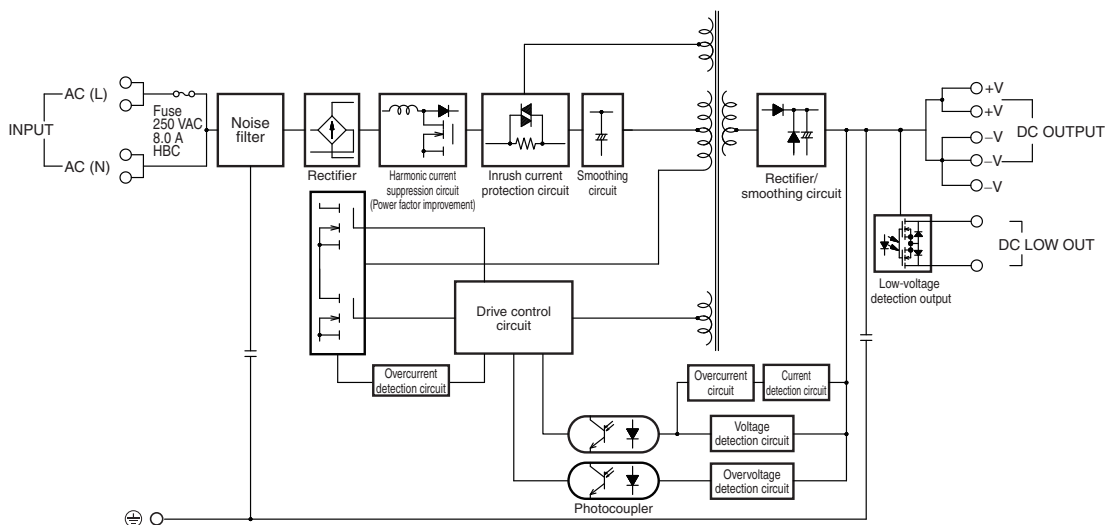 INPUT
AC (L)
AC (N)
Fuse
250 VAC
8.0 A
HBC
Noise
filter
Rectifier
Harmonic current
suppression circuit
(Power factor improvement)
Inrush current
protection circuit
Smoothing
circuit
Rectifier/
smoothing circuit
+V
+V
−V
−V
−V
DC OUTPUT
DC LOW OUT
Low-voltage
detection output
Drive control
circuit
Overcurrent
detection circuit
Overcurrent
circuit
Current
detection circuit
Voltage
detection circuit
Overvoltage
detection circuit
Photocoupler